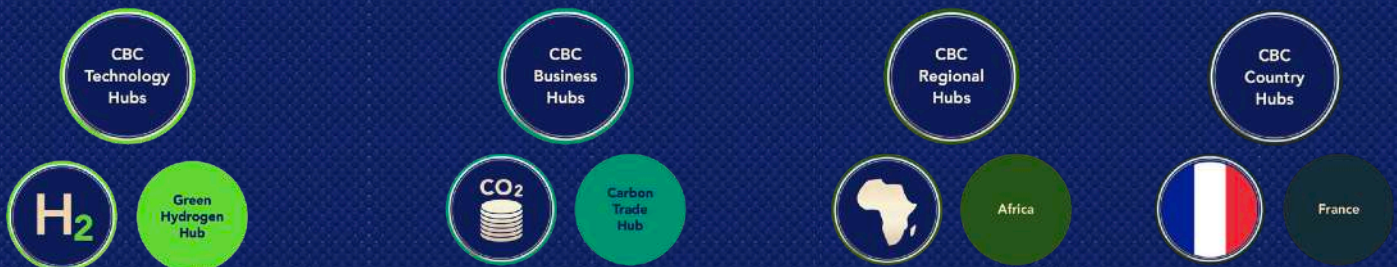 CBC
Technology
Hubs
CBC
Business
Hubs
CBC
Regional
Hubs
CBC
Country
Hubs
H2
Green
Hydrogen
Hub
CO2
Carbon
Trade
Hub
Africa
France